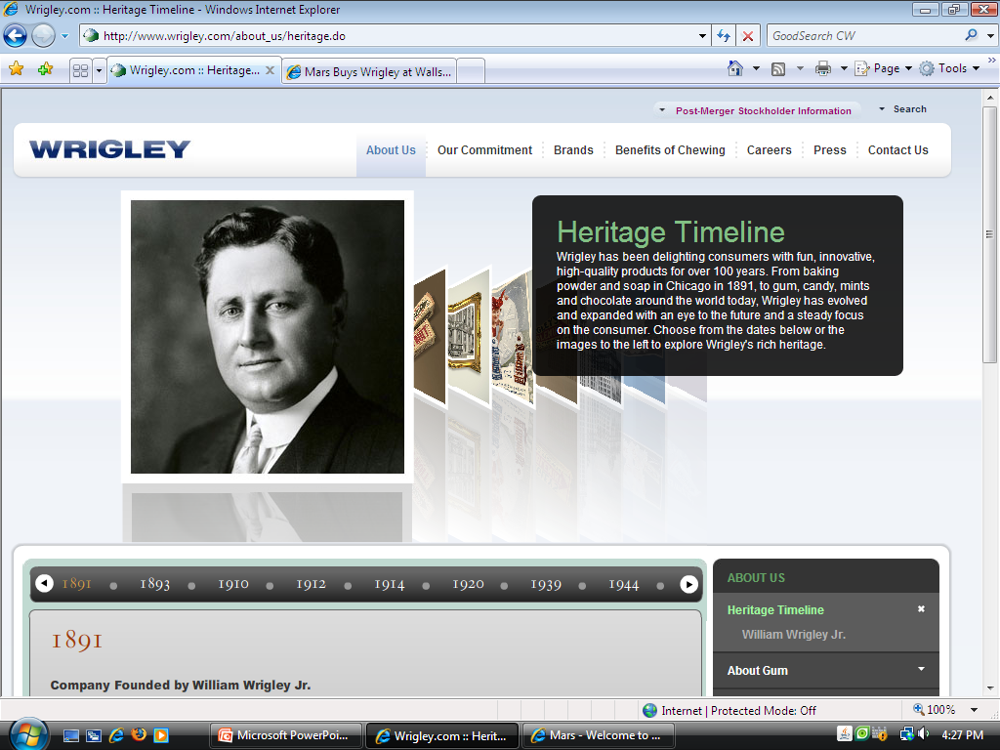 Wrigley.com :: Heritage Timeline - Windows Internet Explorer
http://www.wrigley.com/about_us/heritage.do
GoodSearch CW
Wrigley.com :: Heritage...
Mars Buys Wrigley at Walls...
Page
Tools
Post-Merger Stockholder Information
Search
WRIGLEY
About Us
Our Commitment
Brands
Benefits of Chewing
Careers
Press
Contact Us
Heritage Timeline
Wrigley has been delighting consumers with fun, innovative,
high-quality products for over 100 years. From baking
powder and soap in Chicago in 1891, to gum, candy, mints
and chocolate around the world today, Wrigley has evolved
and expanded with an eye to the future and a steady focus
on the consumer. Choose from the dates below or the
images to the left to explore Wrigley's rich heritage.
1891 1893 1910 1912 1914 1920 1939 1944
1891
Company Founded by William Wrigley Jr.
ABOUT US
Heritage Timeline
William Wrigley Jr.
About Gum
Internet | Protected Mode: Off
100%
Microsoft PowerPoi...
Wrigley.com :: Herit...
Mars - Welcome to ...
4:27 PM